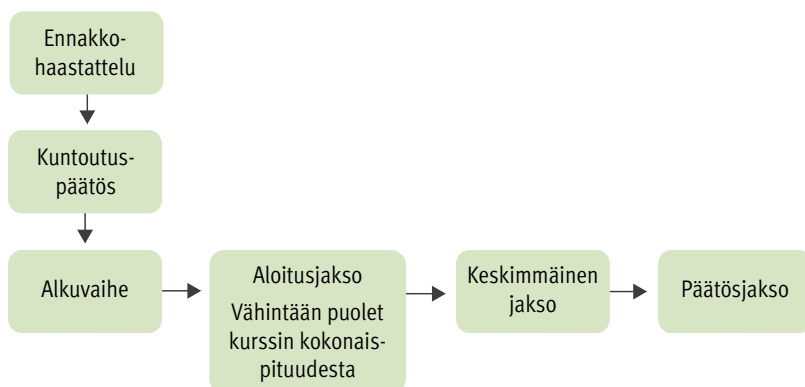 Ennakko-
haastattelu
Kuntoutus-
päätös
Alkuvaihe
Aloitusjakso
Vähintään puolet
kurssin kokonais-
pituudesta
Keskimmäinen
jakso
Päätösjakso